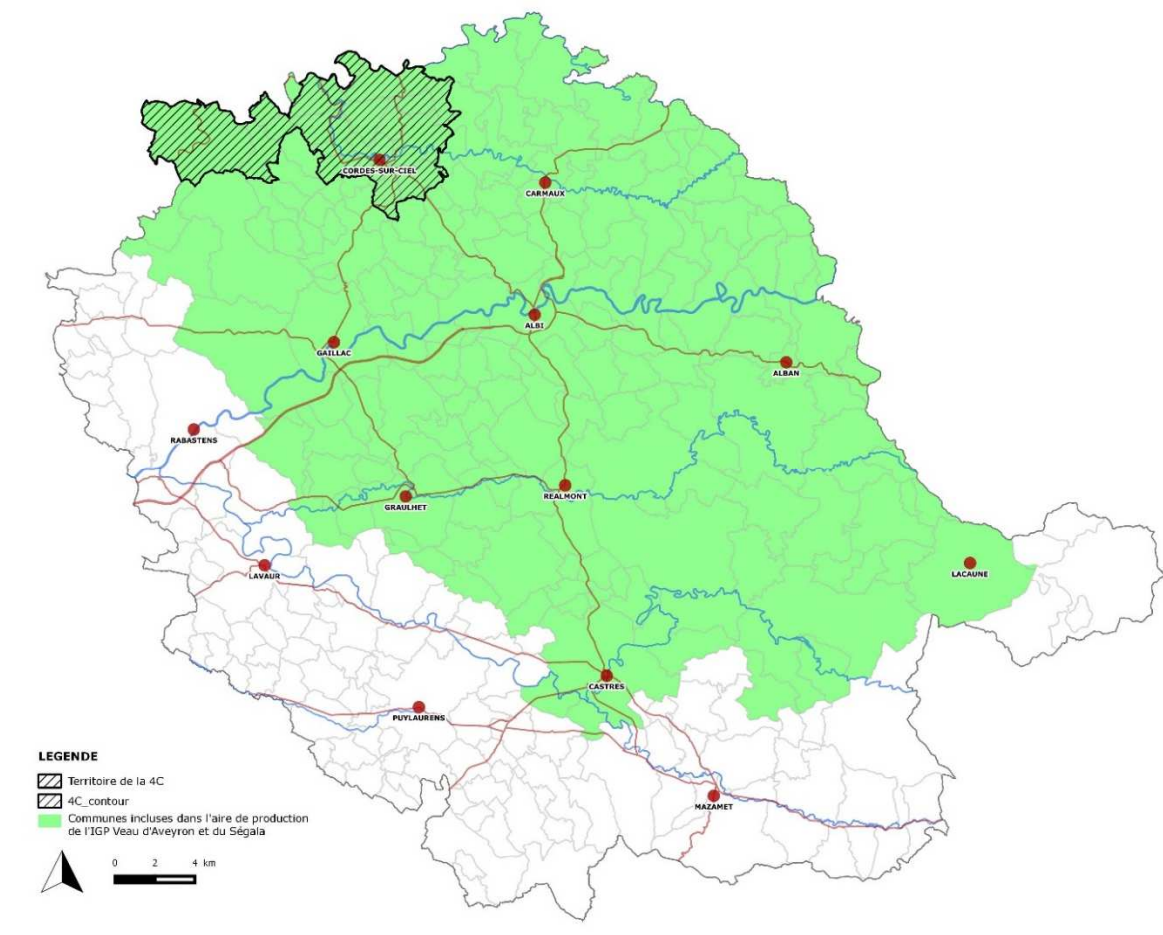 CORDES-SUR-CIEL
CARMAUX
ALBI
GAILLAC
ALBAN
RABASTENS
REALMONT
GRAULHET
LACAUNE
LAVAUR
CASTRES
PUYLAURENS
MAZAMET
LEGENDE
Territoire de la 4C
4C_contour
Communes incluses dans l'aire de production
de l'IGP Veau d'Aveyron et du Ségala
0 2 4 km